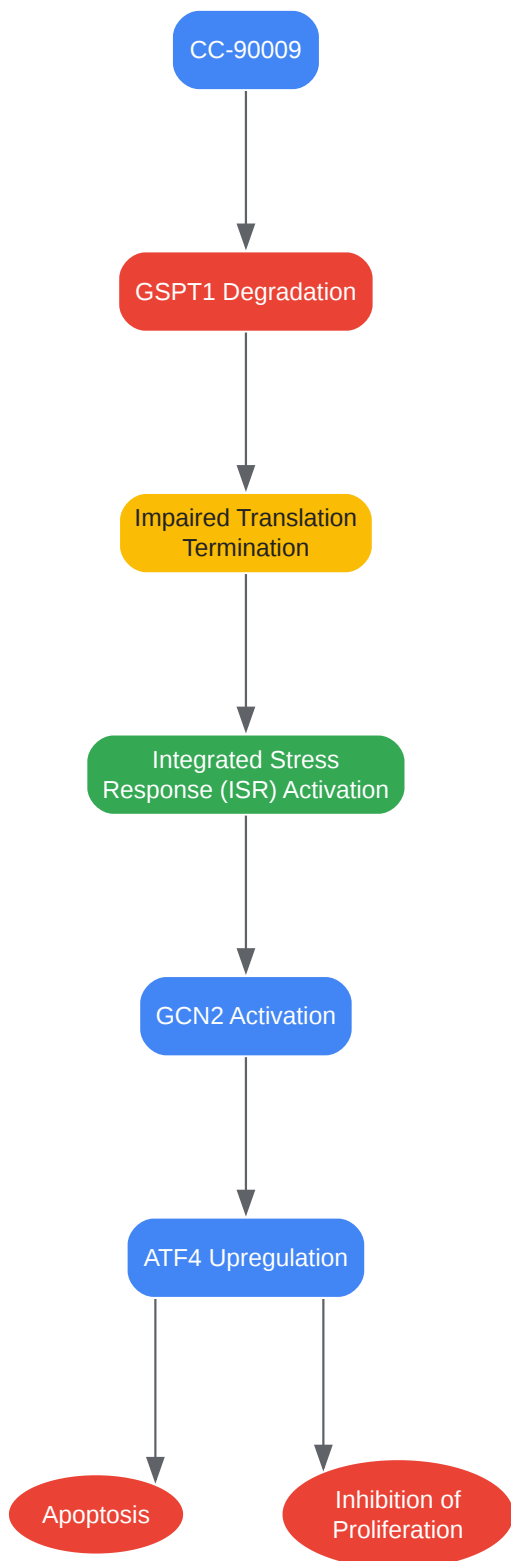 CC-90009
GSPT1 Degradation
Impaired Translation
Termination
Integrated Stress
Response (ISR) Activation
GCN2 Activation
ATF4 Upregulation
Apoptosis
Inhibition of
Proliferation